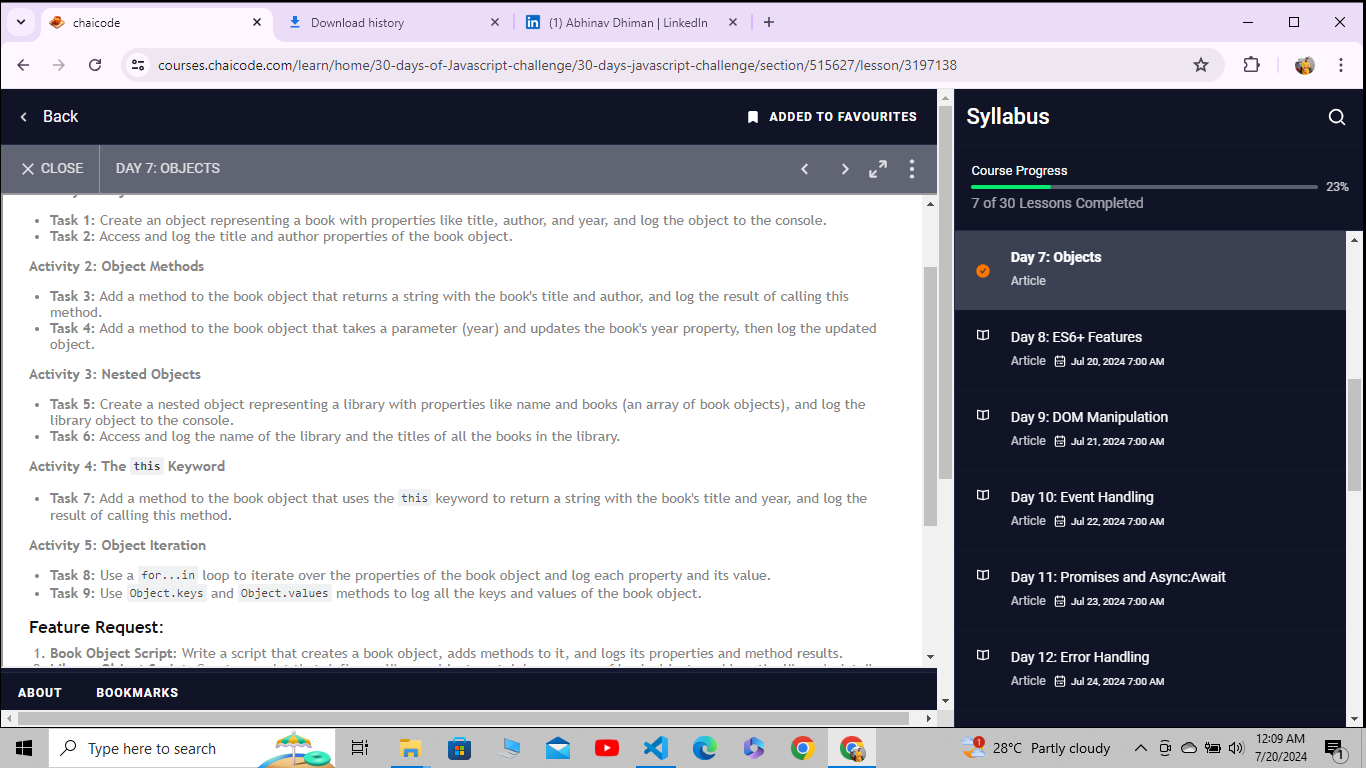 chaicode
Download history
in (1) Abhinav Dhiman | LinkedIn
courses.chaicode.com/learn/home/30-days-of-Javascript-challenge/30-days-javascript-challenge/section/515627/lesson/3197138
Back
ADDED TO FAVOURITES
CLOSE
DAY 7: OBJECTS
• Task 1: Create an object representing a book with properties like title, author, and year, and log the object to the console.
• Task 2: Access and log the title and author properties of the book object.
Activity 2: Object Methods
• Task 3: Add a method to the book object that returns a string with the book's title and author, and log the result of calling this
method.
• Task 4: Add a method to the book object that takes a parameter (year) and updates the book's year property, then log the updated
object.
Activity 3: Nested Objects
• Task 5: Create a nested object representing a library with properties like name and books (an array of book objects), and log the
library object to the console.
• Task 6: Access and log the name of the library and the titles of all the books in the library.
Activity 4: The this Keyword
• Task 7: Add a method to the book object that uses the this keyword to return a string with the book's title and year, and log the
result of calling this method.
Activity 5: Object Iteration
• Task 8: Use a for...in loop to iterate over the properties of the book object and log each property and its value.
• Task 9: Use Object.keys and Object.values methods to log all the keys and values of the book object.
Feature Request:
1. Book Object Script: Write a script that creates a book object, adds methods to it, and logs its properties and method results.
ABOUT
BOOKMARKS
Syllabus
Course Progress
23%
7 of 30 Lessons Completed
Day 7: Objects
Article
Day 8: ES6+ Features
Article Jul 20, 2024 7:00 AM
Day 9: DOM Manipulation
Article Jul 21, 2024 7:00 AM
Day 10: Event Handling
Article Jul 22, 2024 7:00 AM
Day 11: Promises and Async:Await
Article Jul 23, 2024 7:00 AM
Day 12: Error Handling
Article Jul 24, 2024 7:00 AM
Type here to search
1
28°C Partly cloudy
12:09 AM
7/20/2024
1